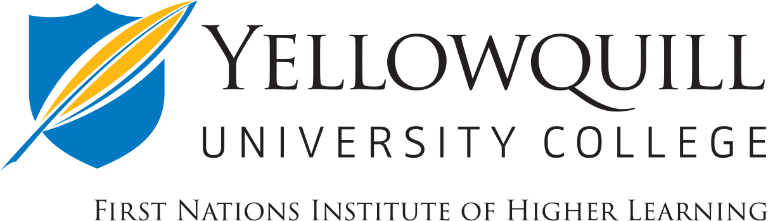 Yellowquill
UNIVERSITY COLLEGE
First Nations Institute of Higher Learning